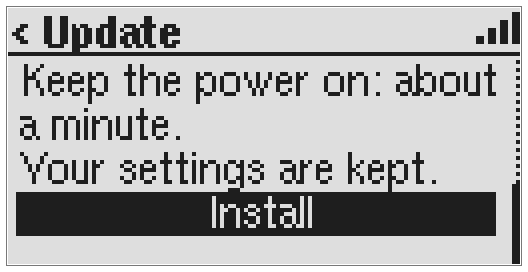 < Update
Keep the power on: about
a minute.
Your settings are kept.
Install